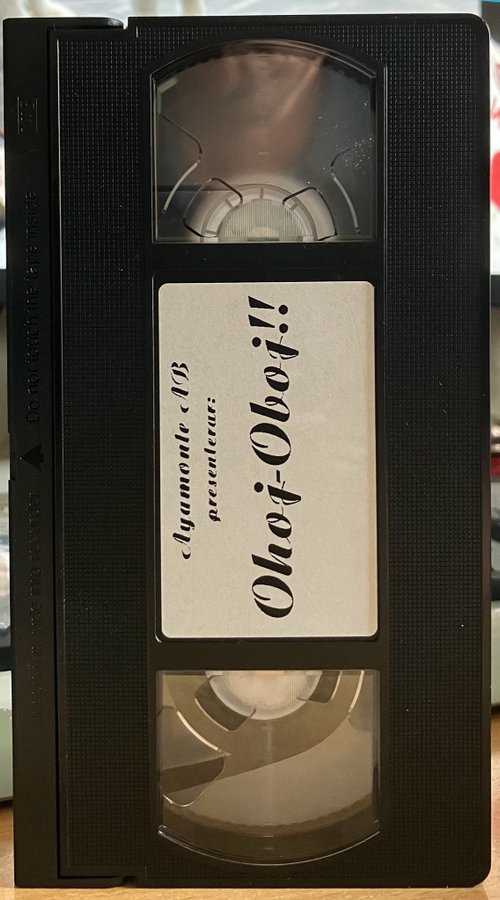 Ayamonte AB
presenterar:
Ohoj-Oboj!!
Do not touch the tape inside